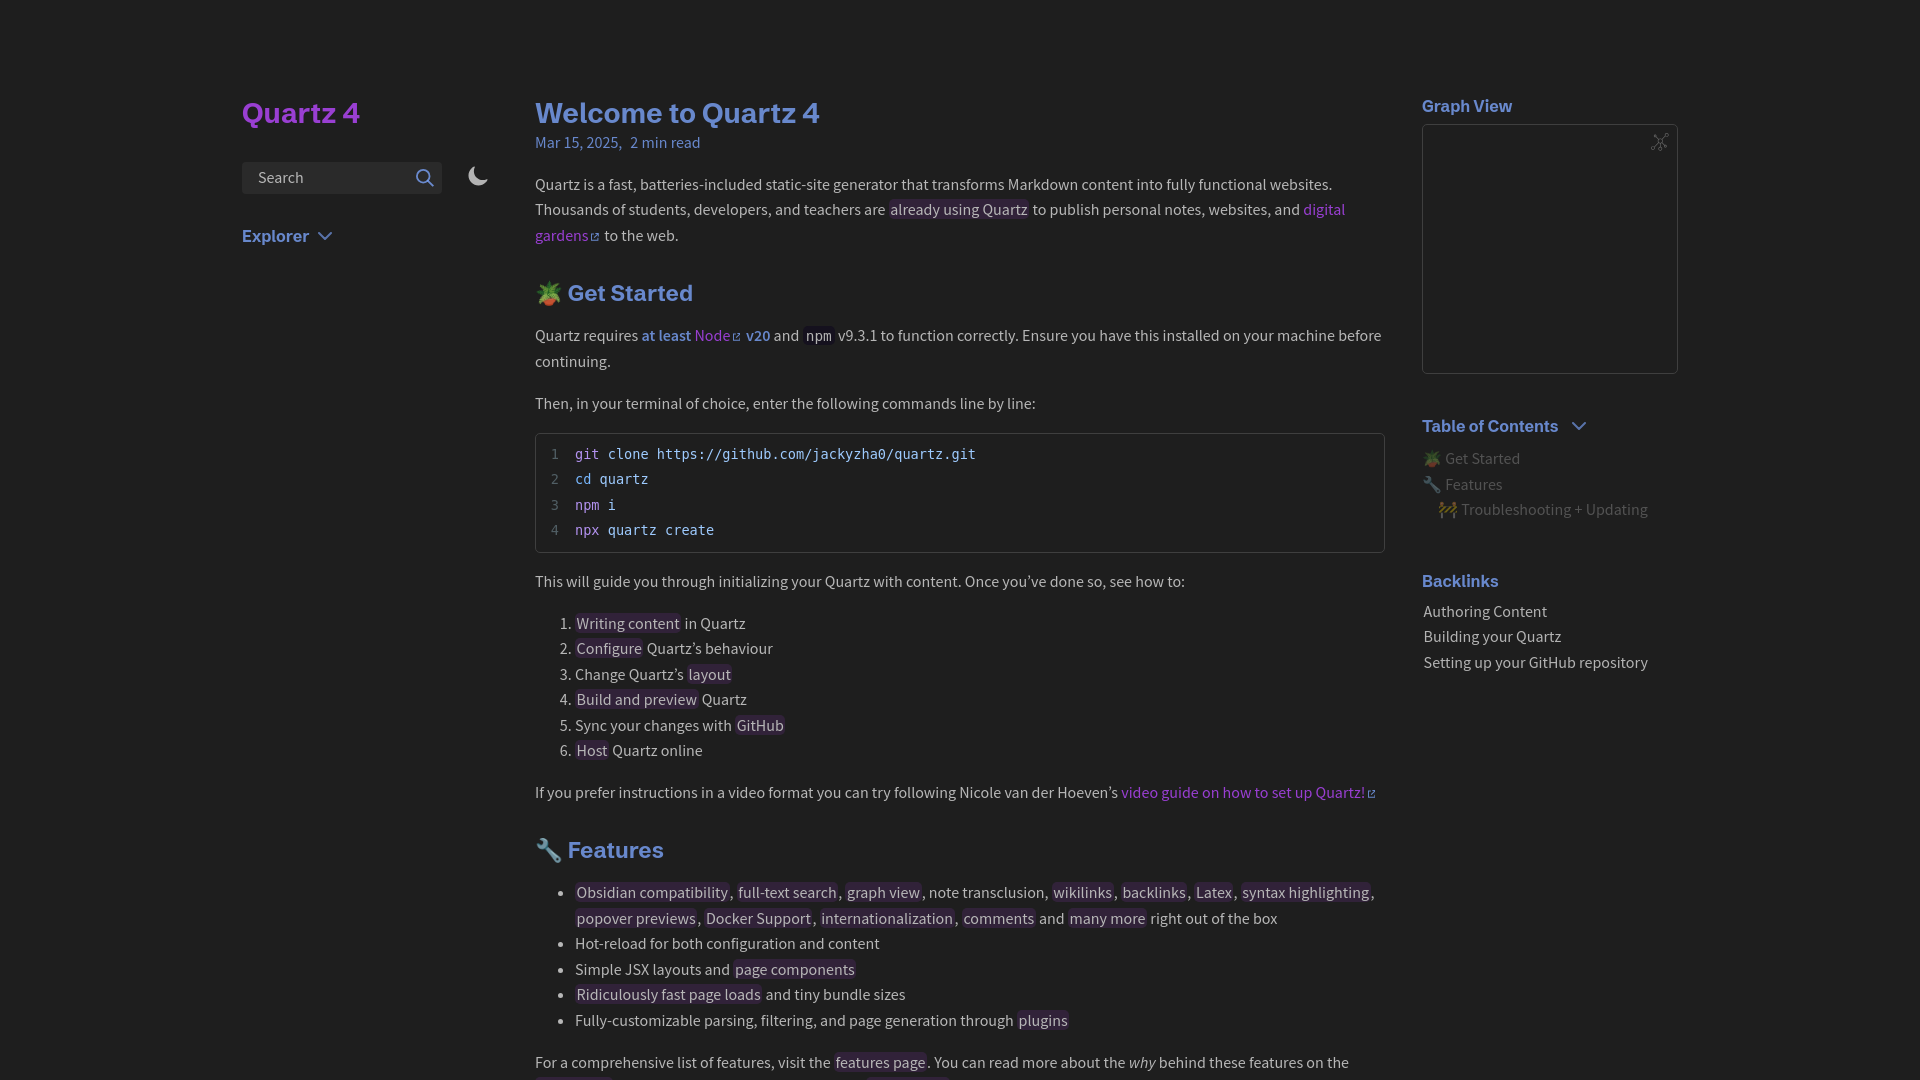 Quartz 4
Search
Explorer
Welcome to Quartz 4
Mar 15, 2025, 2 min read
Quartz is a fast, batteries-included static-site generator that transforms Markdown content into fully functional websites.
Thousands of students, developers, and teachers are already using Quartz to publish personal notes, websites, and digital
gardens to the web.
🪴 Get Started
Quartz requires at least Node v20 and npm v9.3.1 to function correctly. Ensure you have this installed on your machine before
continuing.
Then, in your terminal of choice, enter the following commands line by line:
1 git clone https://github.com/jackyzha0/quartz.git
2 cd quartz
3 npm i
4 npx quartz create
This will guide you through initializing your Quartz with content. Once you’ve done so, see how to:
1. Writing content in Quartz
2. Configure Quartz’s behaviour
3. Change Quartz’s layout
4. Build and preview Quartz
5. Sync your changes with GitHub
6. Host Quartz online
If you prefer instructions in a video format you can try following Nicole van der Hoeven’s video guide on how to set up Quartz!
🔧 Features
• Obsidian compatibility, full-text search, graph view, note transclusion, wikilinks, backlinks, Latex, syntax highlighting,
popover previews, Docker Support, internationalization, comments and many more right out of the box
• Hot-reload for both configuration and content
• Simple JSX layouts and page components
• Ridiculously fast page loads and tiny bundle sizes
• Fully-customizable parsing, filtering, and page generation through plugins
For a comprehensive list of features, visit the features page. You can read more about the why behind these features on the
Graph View
Table of Contents
🪴 Get Started
🔧 Features
🚧 Troubleshooting + Updating
Backlinks
Authoring Content
Building your Quartz
Setting up your GitHub repository